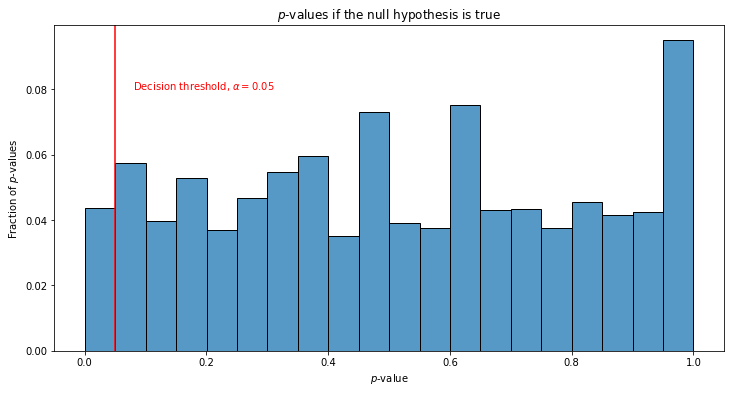 p-values if the null hypothesis is true
Decision threshold, α = 0.05
Fraction of p-values
0.08
0.06
0.04
0.02
0.00
0.0 0.2 0.4 0.6 0.8 1.0
p-value